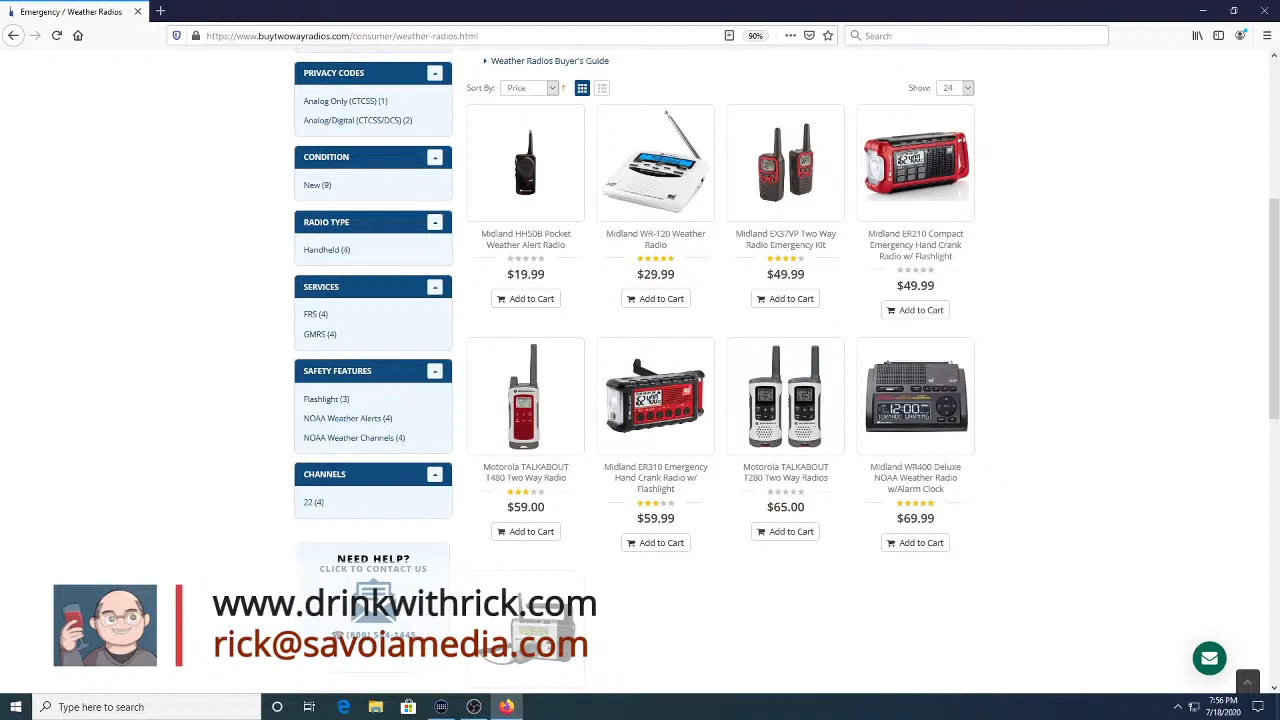 Emergency / Weather Radios
https://www.buytwowayradios.com/consumer/weather-radios.html
90%
Search
Weather Radios Buyer's Guide
PRIVACY CODES
Analog Only (CTCSS) (1)
Analog/Digital (CTCSS/DCS) (2)
CONDITION
New (9)
RADIO TYPE
Handheld (4)
SERVICES
FRS (4)
GMRS (4)
SAFETY FEATURES
Flashlight (3)
NOAA Weather Alerts (4)
NOAA Weather Channels (4)
CHANNELS
22 (4)
NEED HELP?
CLICK TO CONTACT US
Sort By: Price
Show: 24
Midland HH50B Pocket
Weather Alert Radio
$19.99
Add to Cart
Midland WR-120 Weather
Radio
$29.99
Add to Cart
Midland EX37VP Two Way
Radio Emergency Kit
$49.99
Add to Cart
Midland ER210 Compact
Emergency Hand Crank
Radio w/ Flashlight
$49.99
Add to Cart
Motorola TALKABOUT
T480 Two Way Radio
$59.00
Add to Cart
Midland ER310 Emergency
Hand Crank Radio w/
Flashlight
$59.99
Add to Cart
Motorola TALKABOUT
T280 Two Way Radios
$65.00
Add to Cart
12:00
TORNADO WARNING
Midland WR400 Deluxe
NOAA Weather Radio
w/Alarm Clock
$69.99
Add to Cart
www.drinkwithrick.com
rick@savoiamedia.com
Type here to search
7:56 PM
7/18/2020